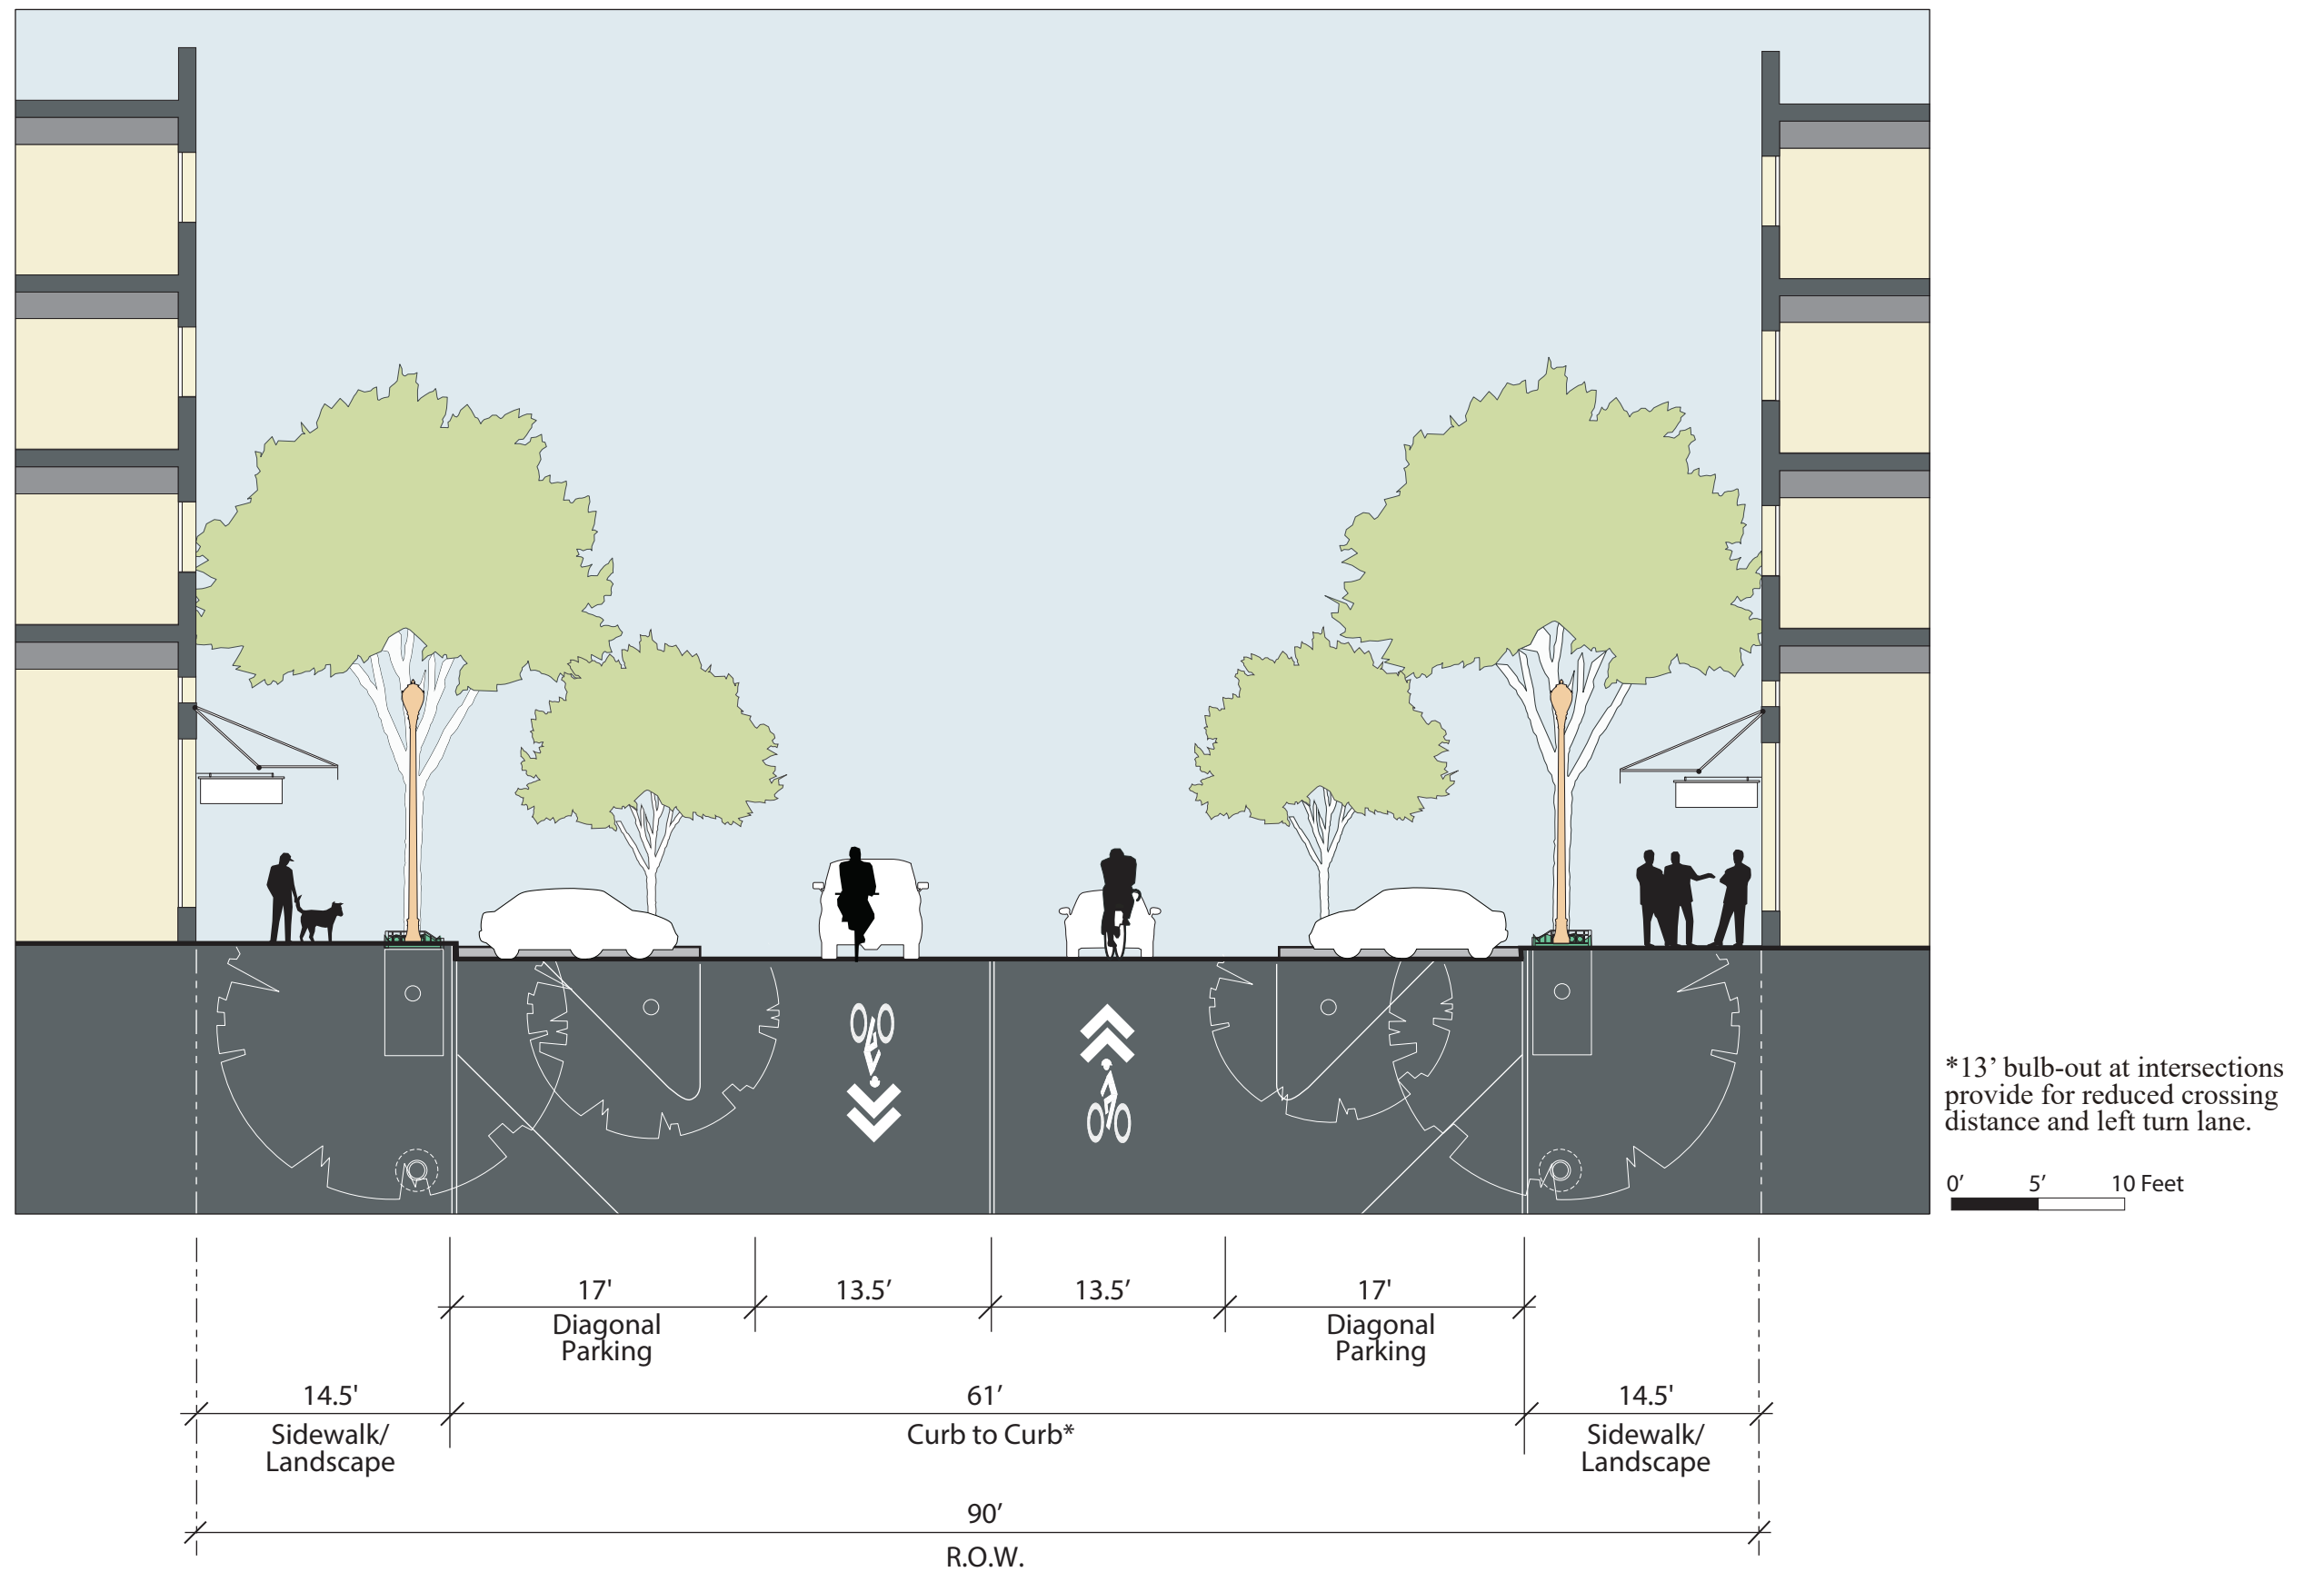 *13’ bulb-out at intersections
provide for reduced crossing
distance and left turn lane.
0’ 5’ 10 Feet
17' 13.5’ 13.5’ 17'
Diagonal
Parking
Diagonal
Parking
14.5' 61’ 14.5'
Sidewalk/
Landscape
Curb to Curb*
Sidewalk/
Landscape
90’
R.O.W.